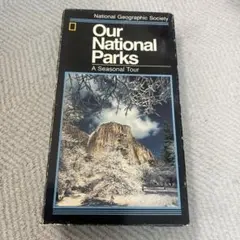 National Geographic Society
Our
National
Parks
A Seasonal Tour